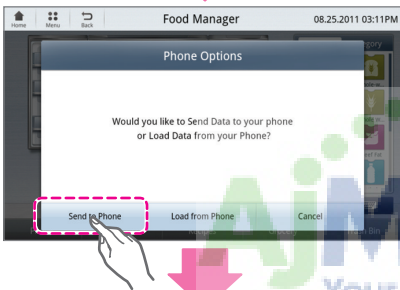 Home Menu Back Food Manager 08.25.2011 03:11PM
Phone Options
Would you like to Send Data to your phone
or Load Data from your Phone?
Send to Phone Load from Phone Cancel